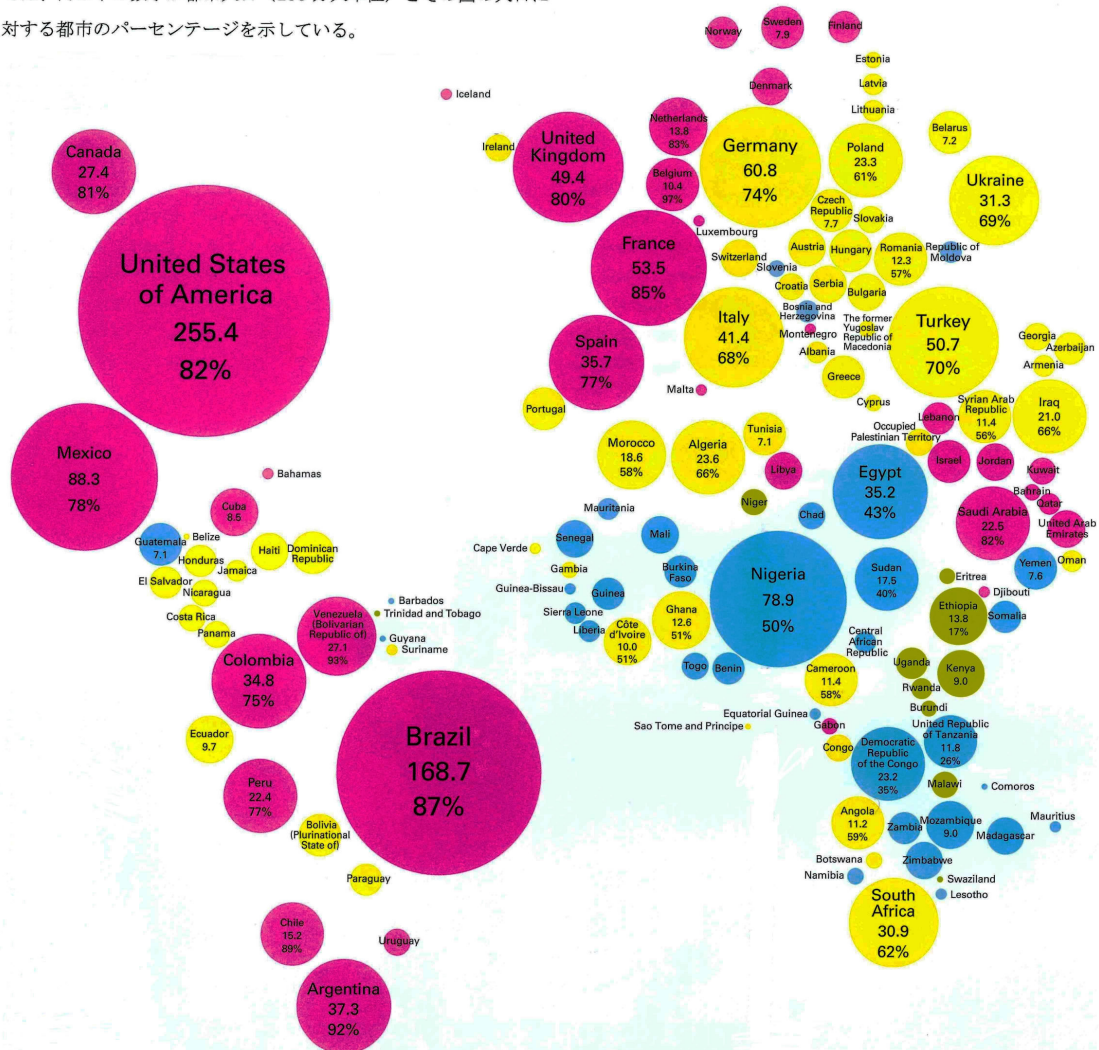 対する都市のパーセンテージを示している。
Norway
Sweden
7.9
Finland
Estonia
Latvia
Lithuania
Denmark
Iceland
Ireland
Netherlands
13.8
83%
United
Kingdom
49.4
80%
Belgium
10.4
97%
Germany
60.8
74%
Poland
23.3
61%
Belarus
7.2
Ukraine
31.3
69%
Canada
27.4
81%
United States
of America
255.4
82%
Luxembourg
France
53.5
85%
Czech
Republic
7.7
Slovakia
Switzerland
Austria
Hungary
Romania
12.3
57%
Republic of
Moldova
Slovenia
Croatia
Serbia
Bulgaria
Bosnia and
Herzegovina
Montenegro
The former
Yugoslav
Republic of
Macedonia
Albania
Greece
Italy
41.4
68%
Spain
35.7
77%
Portugal
Malta
Turkey
50.7
70%
Georgia
Azerbaijan
Armenia
Cyprus
Lebanon
Syrian Arab
Republic
11.4
56%
Iraq
21.0
66%
Occupied
Palestinian Territory
Israel
Jordan
Kuwait
Bahrain
Qatar
United Arab
Emirates
Saudi Arabia
22.5
82%
Yemen
7.6
Oman
Mexico
88.3
78%
Bahamas
Cuba
8.5
Guatemala
7.1
Belize
Honduras
Haiti
Dominican
Republic
Jamaica
El Salvador
Nicaragua
Costa Rica
Panama
Barbados
Trinidad and Tobago
Guyana
Suriname
Venezuela
(Bolivarian
Republic of)
27.1
93%
Colombia
34.8
75%
Ecuador
9.7
Brazil
168.7
87%
Peru
22.4
77%
Bolivia
(Plurinational
State of)
Paraguay
Chile
15.2
89%
Uruguay
Argentina
37.3
92%
Morocco
18.6
58%
Algeria
23.6
66%
Tunisia
7.1
Libya
Egypt
35.2
43%
Niger
Chad
Mauritania
Senegal
Mali
Cape Verde
Gambia
Guinea-Bissau
Guinea
Burkina
Faso
Sierra Leone
Liberia
Côte
d'Ivoire
10.0
51%
Ghana
12.6
51%
Togo
Benin
Nigeria
78.9
50%
Sudan
17.5
40%
Eritrea
Djibouti
Ethiopia
13.8
17%
Somalia
Central
African
Republic
Cameroon
11.4
58%
Uganda
Kenya
9.0
Rwanda
Burundi
Equatorial Guinea
Sao Tome and Principe
Gabon
Congo
Democratic
Republic
of the Congo
23.2
35%
United Republic
of Tanzania
11.8
26%
Malawi
Comoros
Angola
11.2
59%
Zambia
Mozambique
9.0
Madagascar
Mauritius
Botswana
Zimbabwe
Namibia
Swaziland
Lesotho
South
Africa
30.9
62%